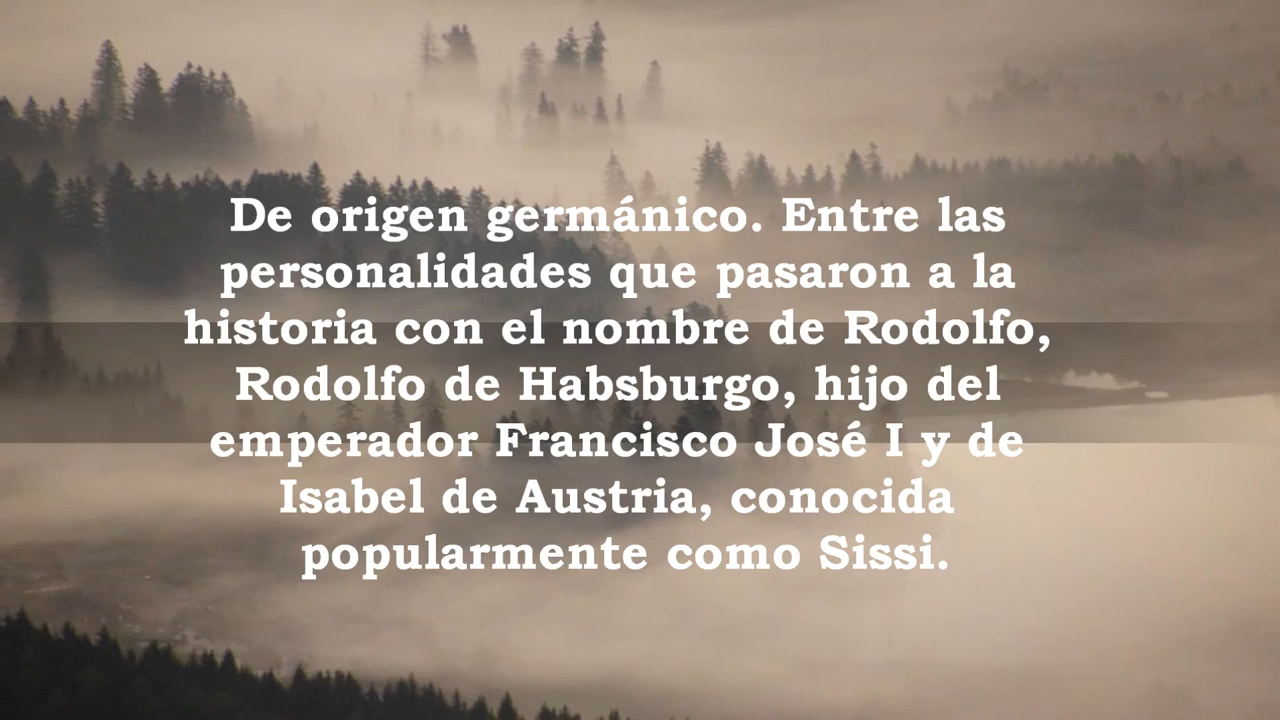 De origen germánico. Entre las
personalidades que pasaron a la
historia con el nombre de Rodolfo,
Rodolfo de Habsburgo, hijo del
emperador Francisco José I y de
Isabel de Austria, conocida
popularmente como Sissi.